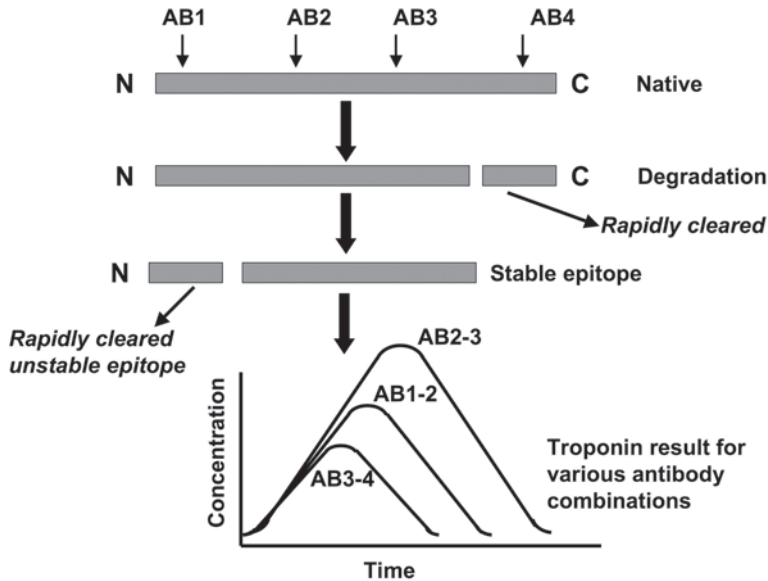 AB1 AB2 AB3 AB4
N C Native
N C Degradation
Rapidly cleared
N Stable epitope
Rapidly cleared
unstable epitope
AB2-3
AB1-2
AB3-4
Concentration
Troponin result for
various antibody
combinations
Time